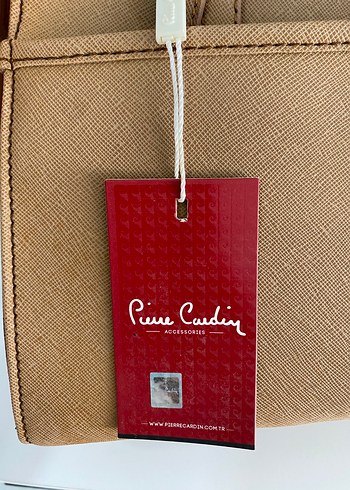 Pierre Cardin
— ACCESSORIES —
— WWW.PIERRECARDIN.COM.TR —